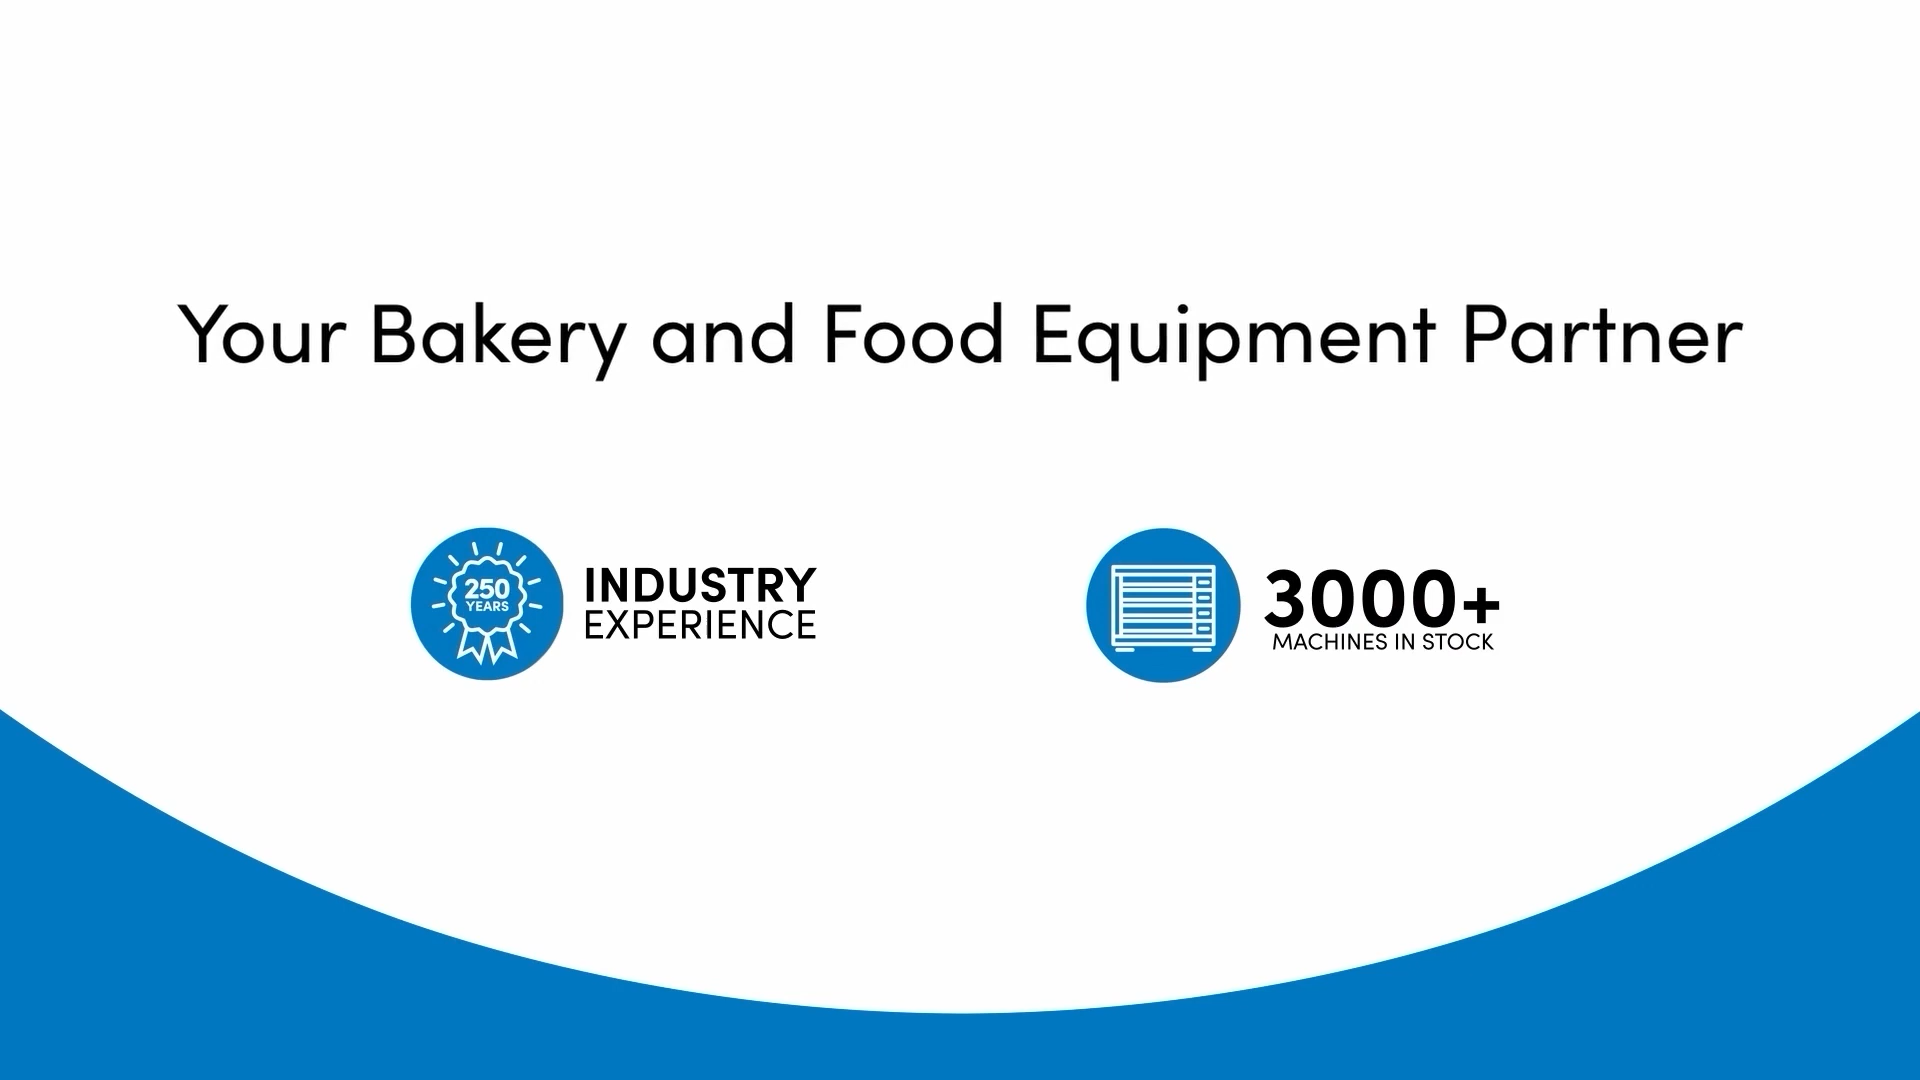 Your Bakery and Food Equipment Partner
250
YEARS
INDUSTRY
EXPERIENCE
3000+
MACHINES IN STOCK